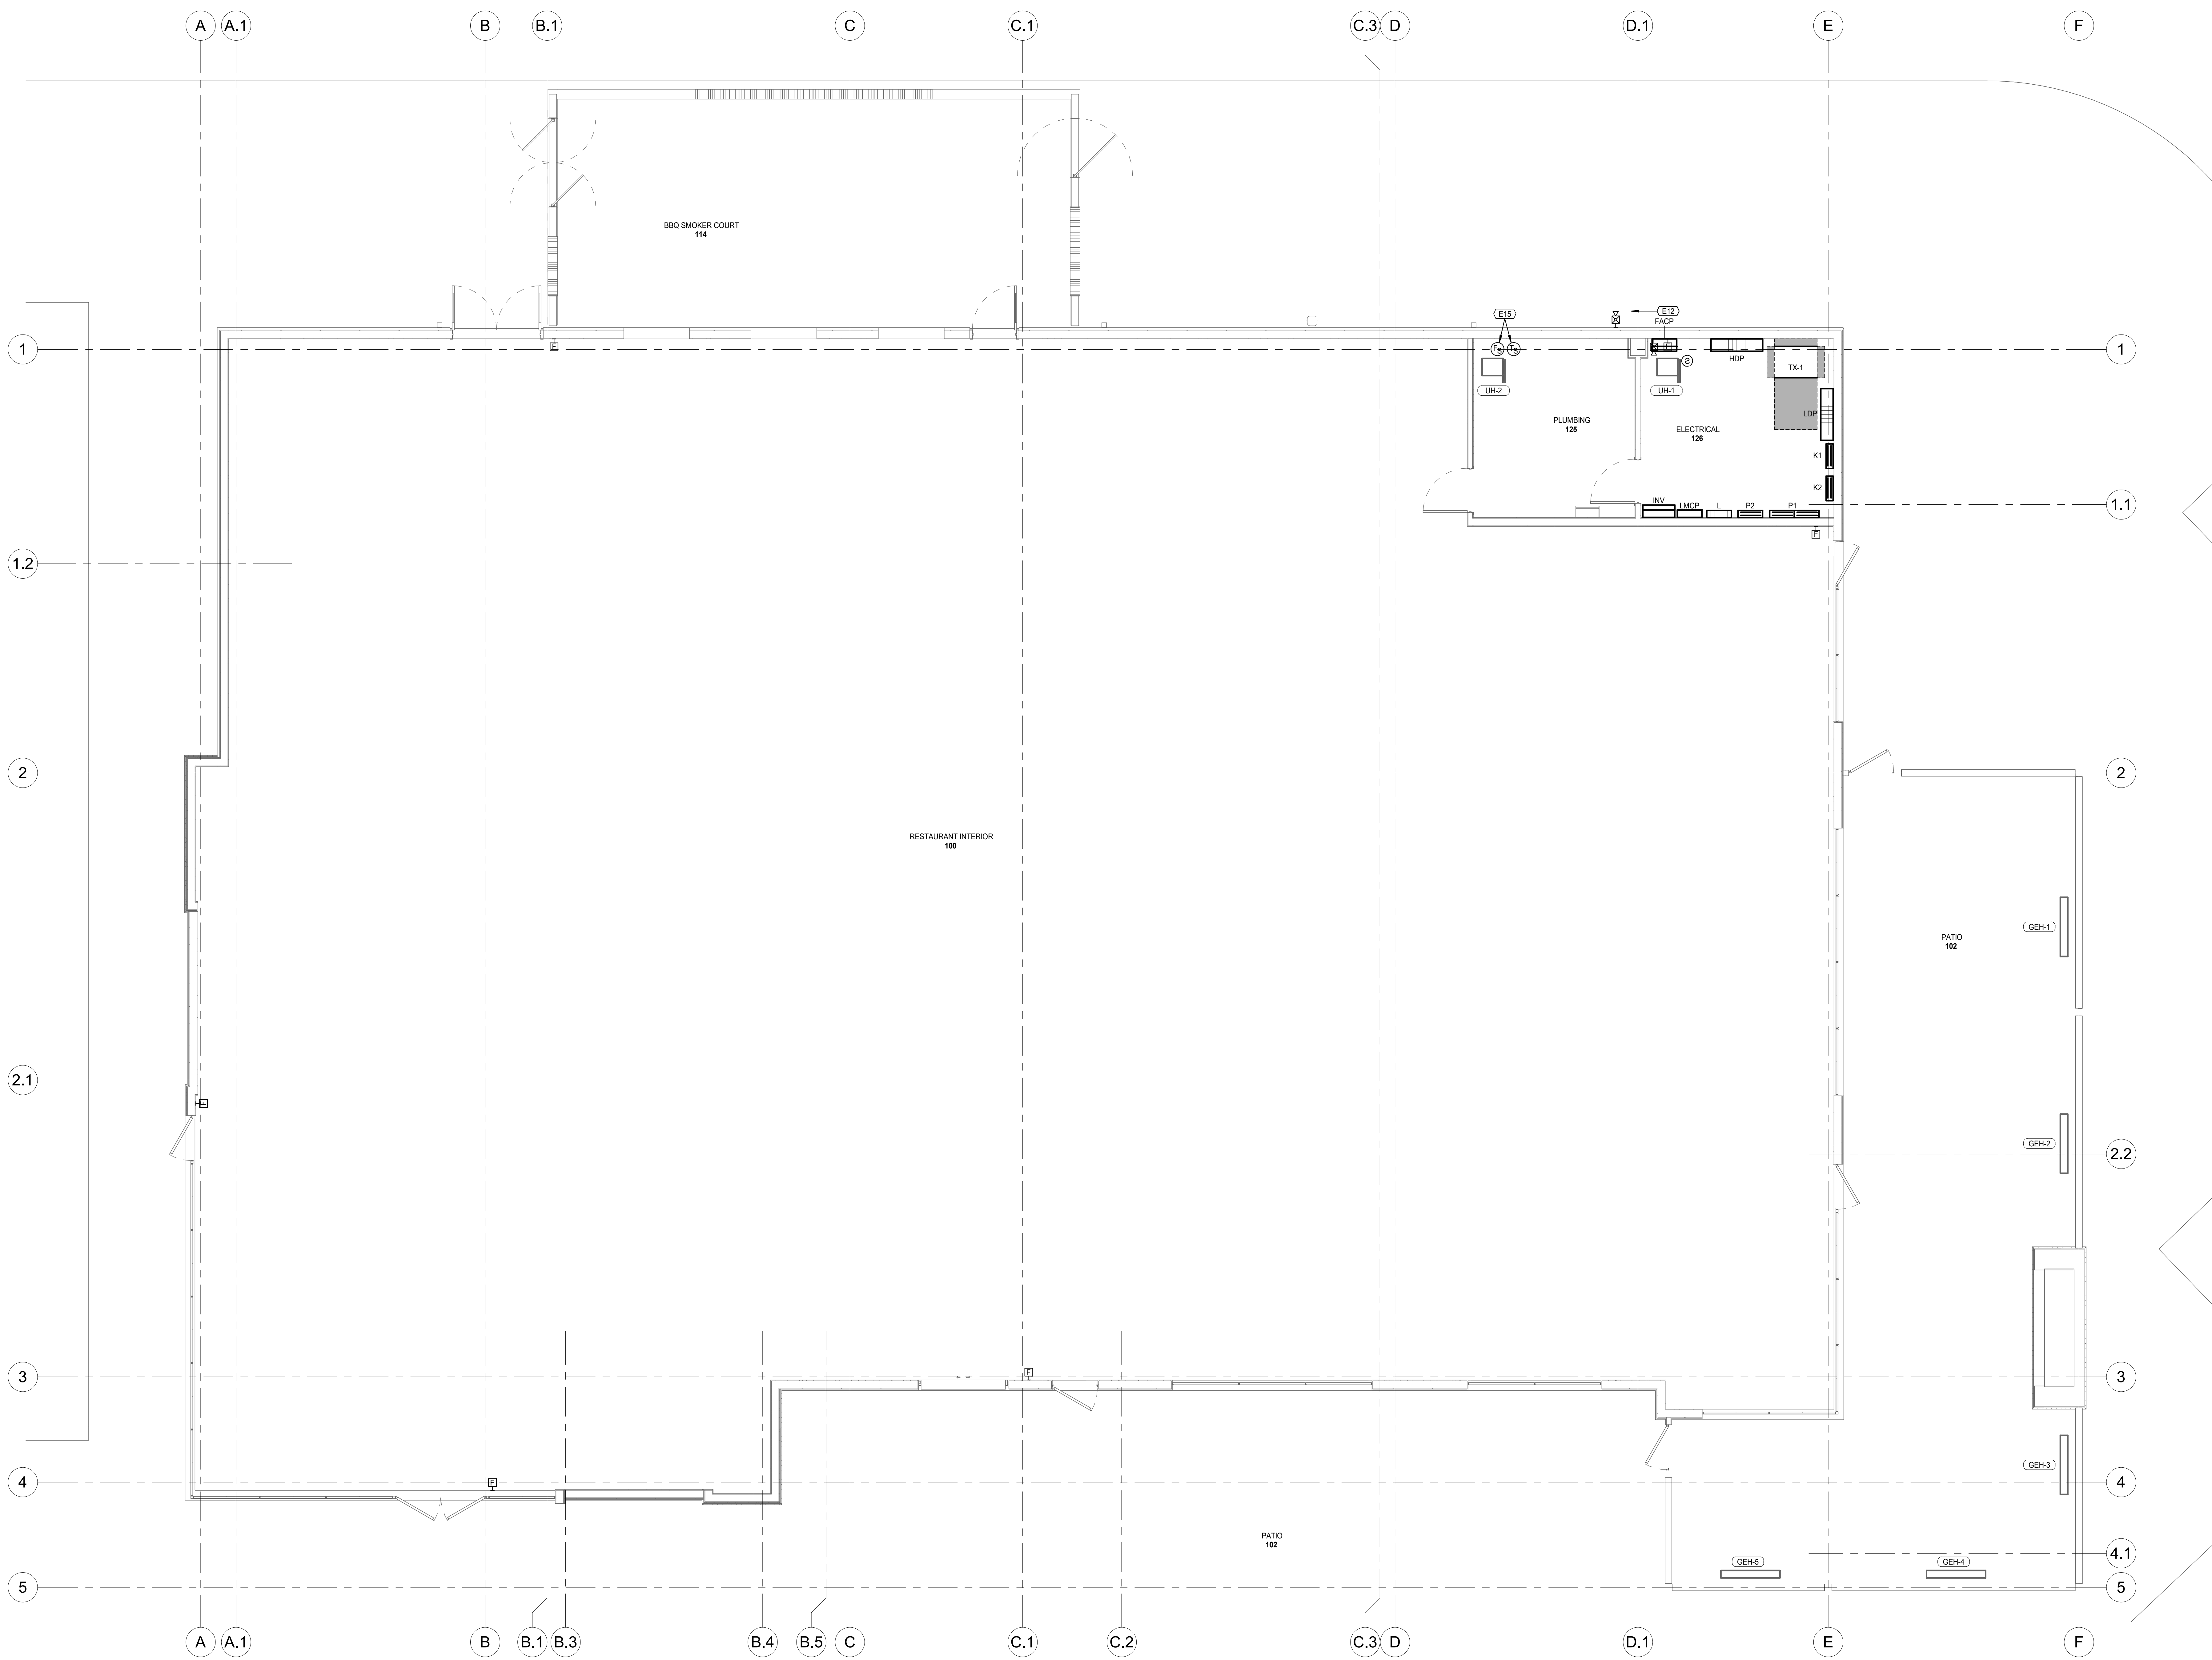 A
A.1
B
B.1
C
C.1
C.3
D
D.1
E
F
BBQ SMOKER COURT
114
E15
E12
FACP
F
FS
TS
F
S
1
1
HDP
TX-1
UH-2
UH-1
LDP
PLUMBING
125
ELECTRICAL
126
K1
K2
INV
LMCP
L
P2
P1
1.1
F
1.2
2
2
RESTAURANT INTERIOR
100
GEH-1
PATIO
102
2.1
F
GEH-2
2.2
F
3
3
GEH-3
F
4
4
PATIO
102
4.1
GEH-5
GEH-4
5
5
A
A.1
B
B.1
B.3
B.4
B.5
C
C.1
C.2
C.3
D
D.1
E
F